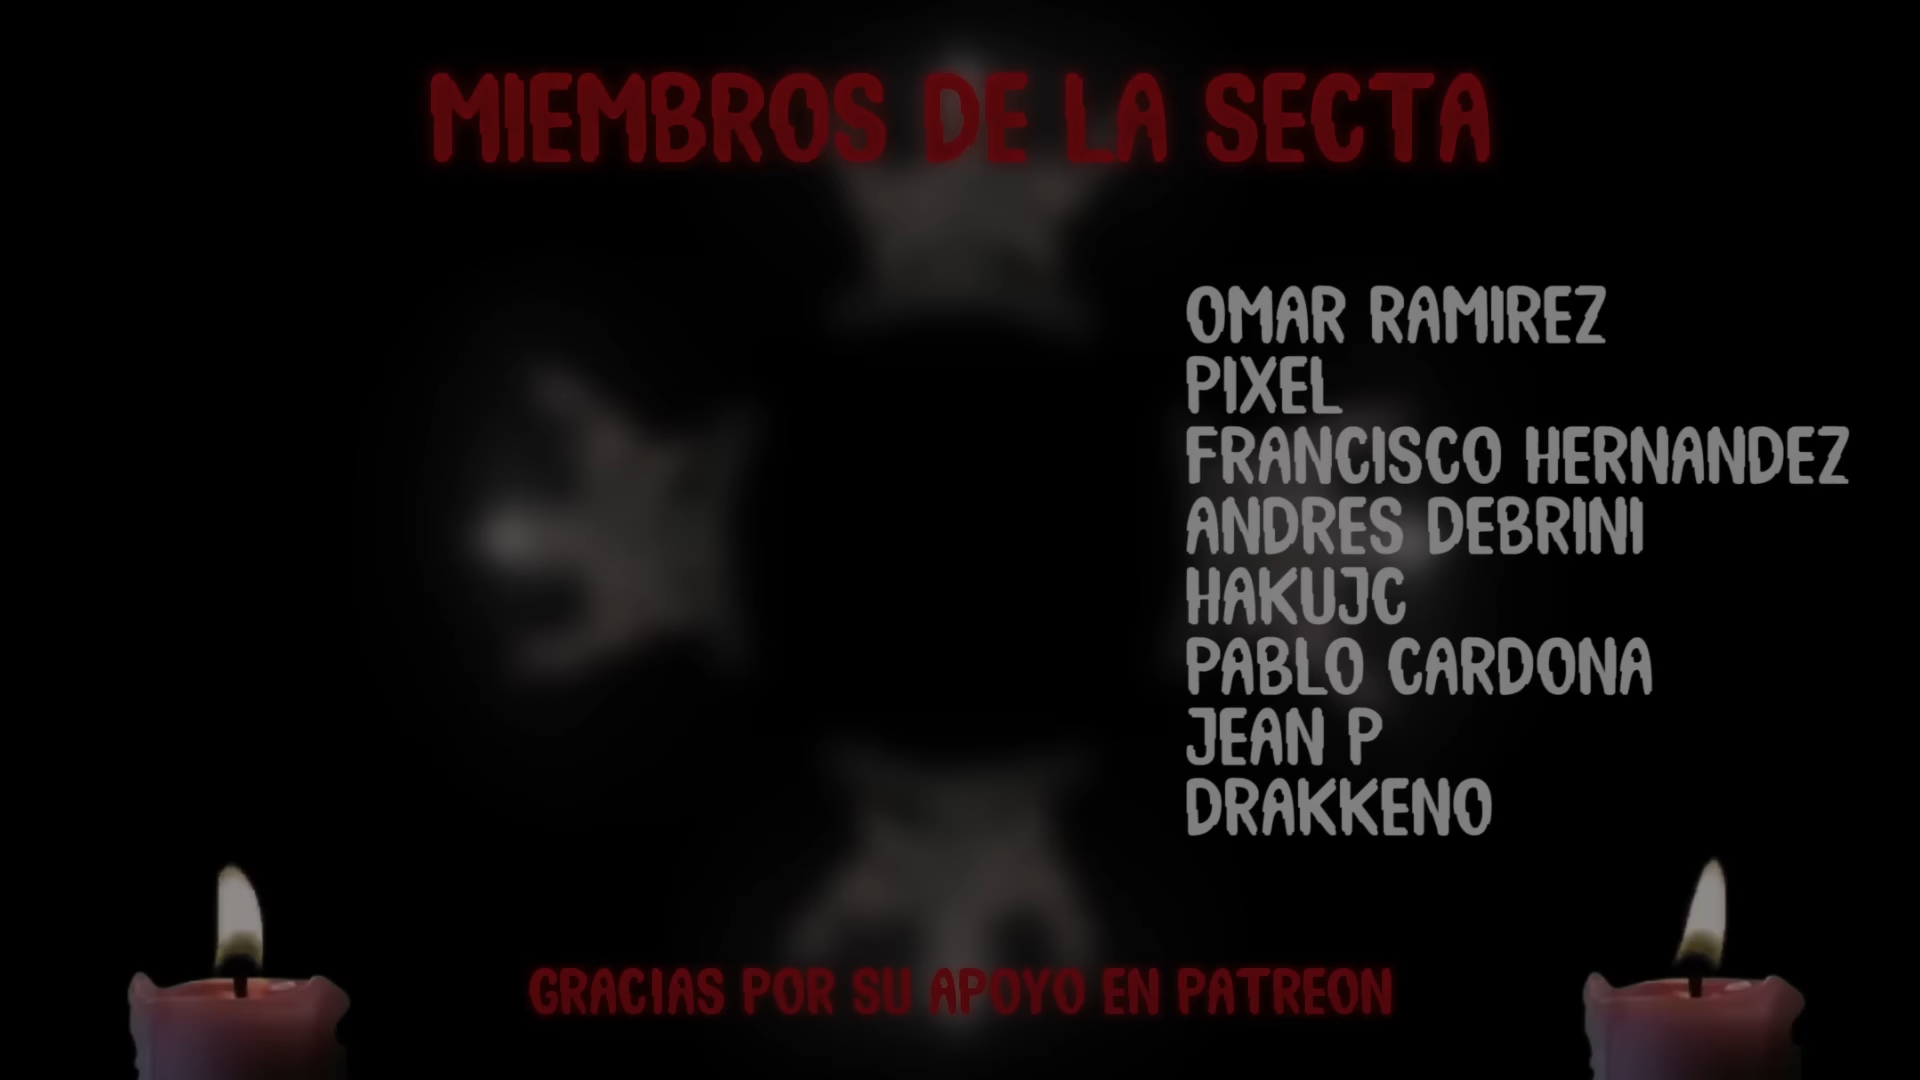 MIEMBROS DE LA SECTA
OMAR RAMIREZ
PIXEL
FRANCISCO HERNANDEZ
ANDRES DEBRINI
HAKUJC
PABLO CARDONA
JEAN P
DRAKKENO
GRACIAS POR SU APOYO EN PATREON